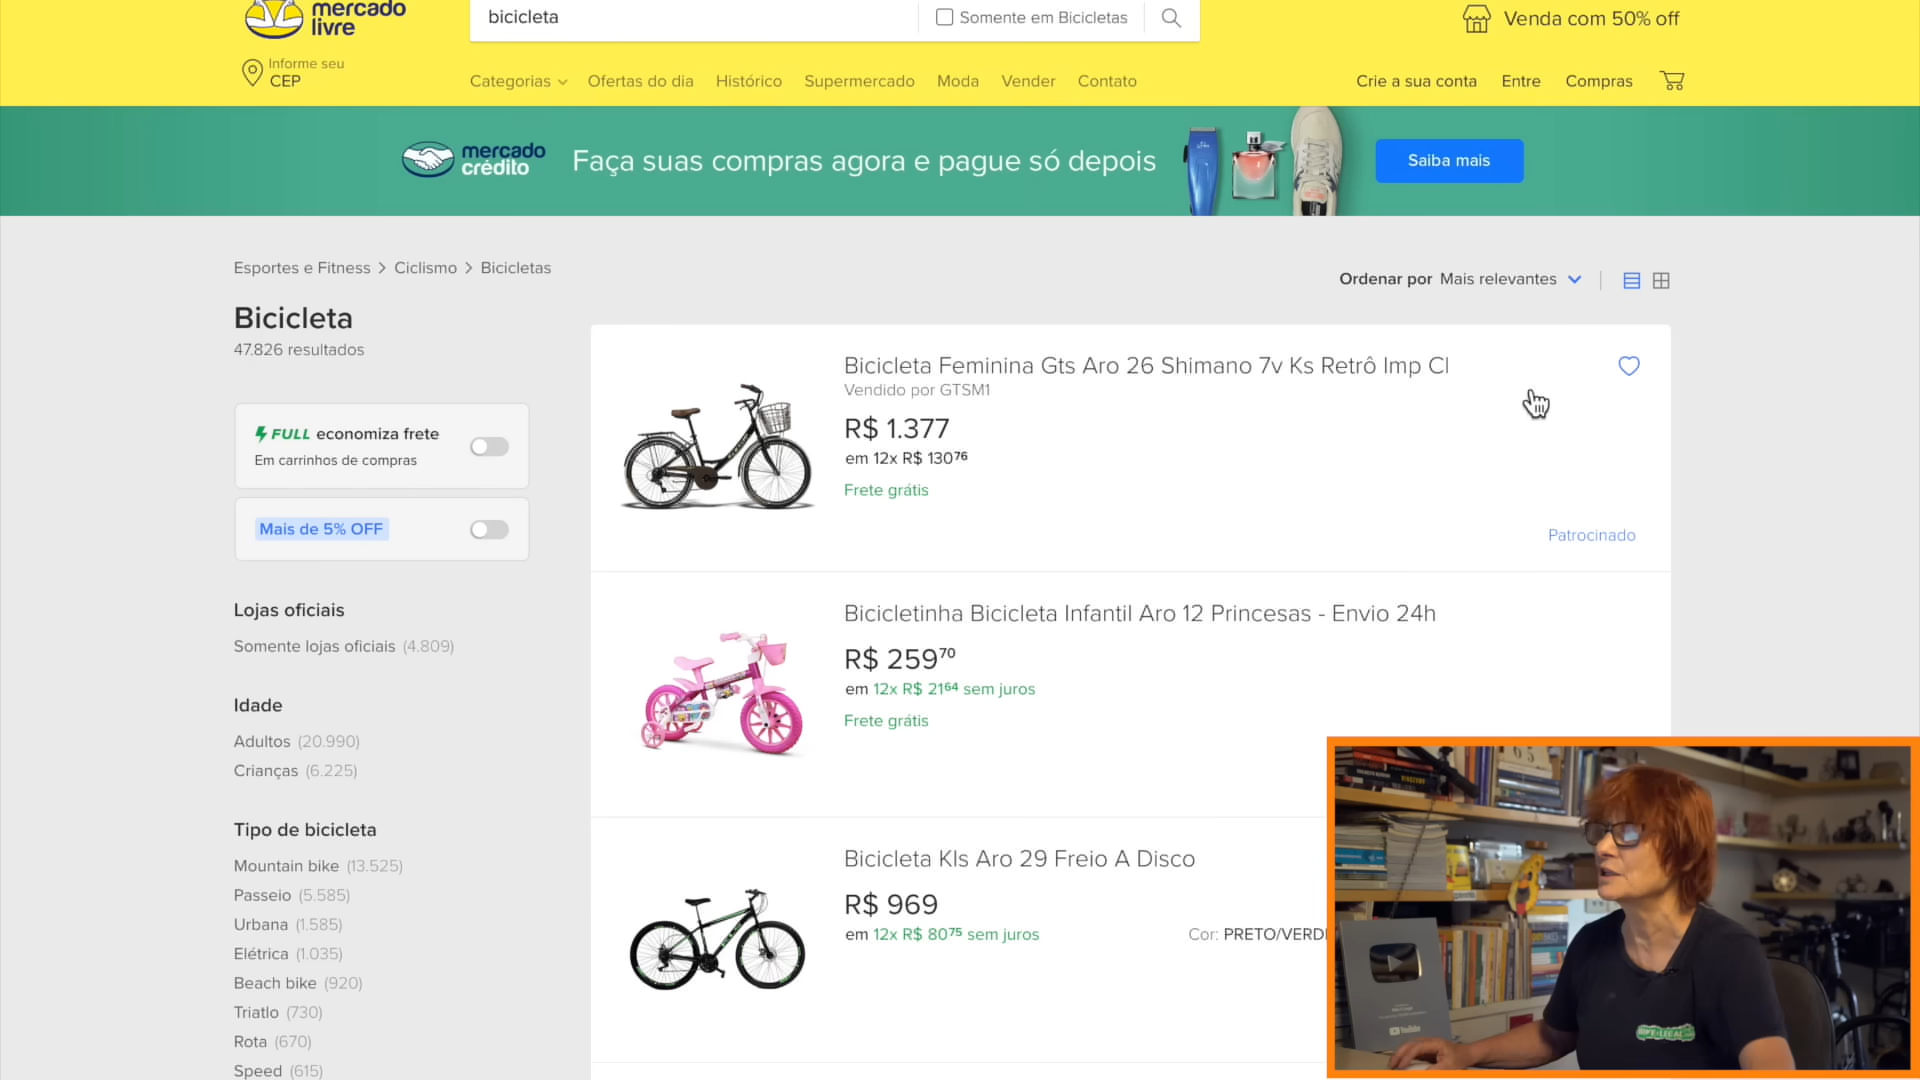 mercado
livre
bicicleta
Somente em Bicicletas
Venda com 50% off
Informe seu
CEP
Categorias
Ofertas do dia
Histórico
Supermercado
Moda
Vender
Contato
Crie a sua conta
Entre
Compras
mercado
crédito
Faça suas compras agora e pague só depois
Saiba mais
Esportes e Fitness > Ciclismo > Bicicletas
Ordenar por Mais relevantes
Bicicleta
47.826 resultados
FULL economiza frete
Em carrinhos de compras
Mais de 5% OFF
Lojas oficiais
Somente lojas oficiais (4.809)
Idade
Adultos (20.990)
Crianças (6.225)
Tipo de bicicleta
Mountain bike (13.525)
Passeio (5.585)
Urbana (1.585)
Elétrica (1.035)
Beach bike (920)
Triatlo (730)
Rota (670)
Speed (615)
Bicicleta Feminina Gts Aro 26 Shimano 7v Ks Retrô Imp Cl
Vendido por GTSM1
R$ 1.377
em 12x R$ 130 76
Frete grátis
Patrocinado
Bicicletinha Bicicleta Infantil Aro 12 Princesas - Envio 24h
R$ 259 70
em 12x R$ 21 64 sem juros
Frete grátis
Bicicleta Kls Aro 29 Freio A Disco
R$ 969
em 12x R$ 80 75 sem juros
Cor: PRETO/VERD
YouTube